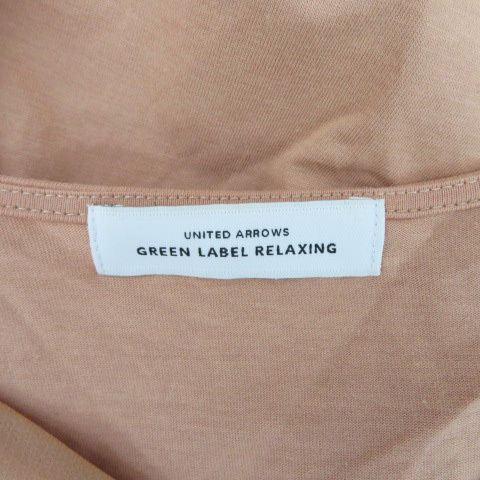 UNITED ARROWS
GREEN LABEL RELAXING